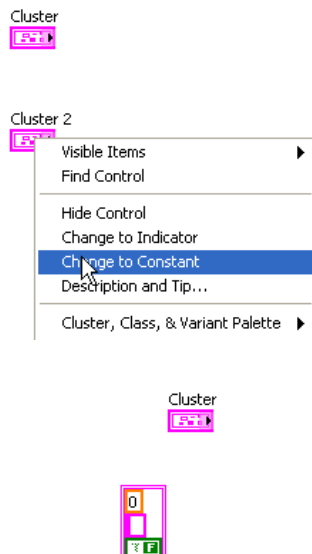 Cluster
Cluster 2
Visible Items
Find Control
Hide Control
Change to Indicator
Change to Constant
Description and Tip...
Cluster, Class, & Variant Palette
Cluster
0
F